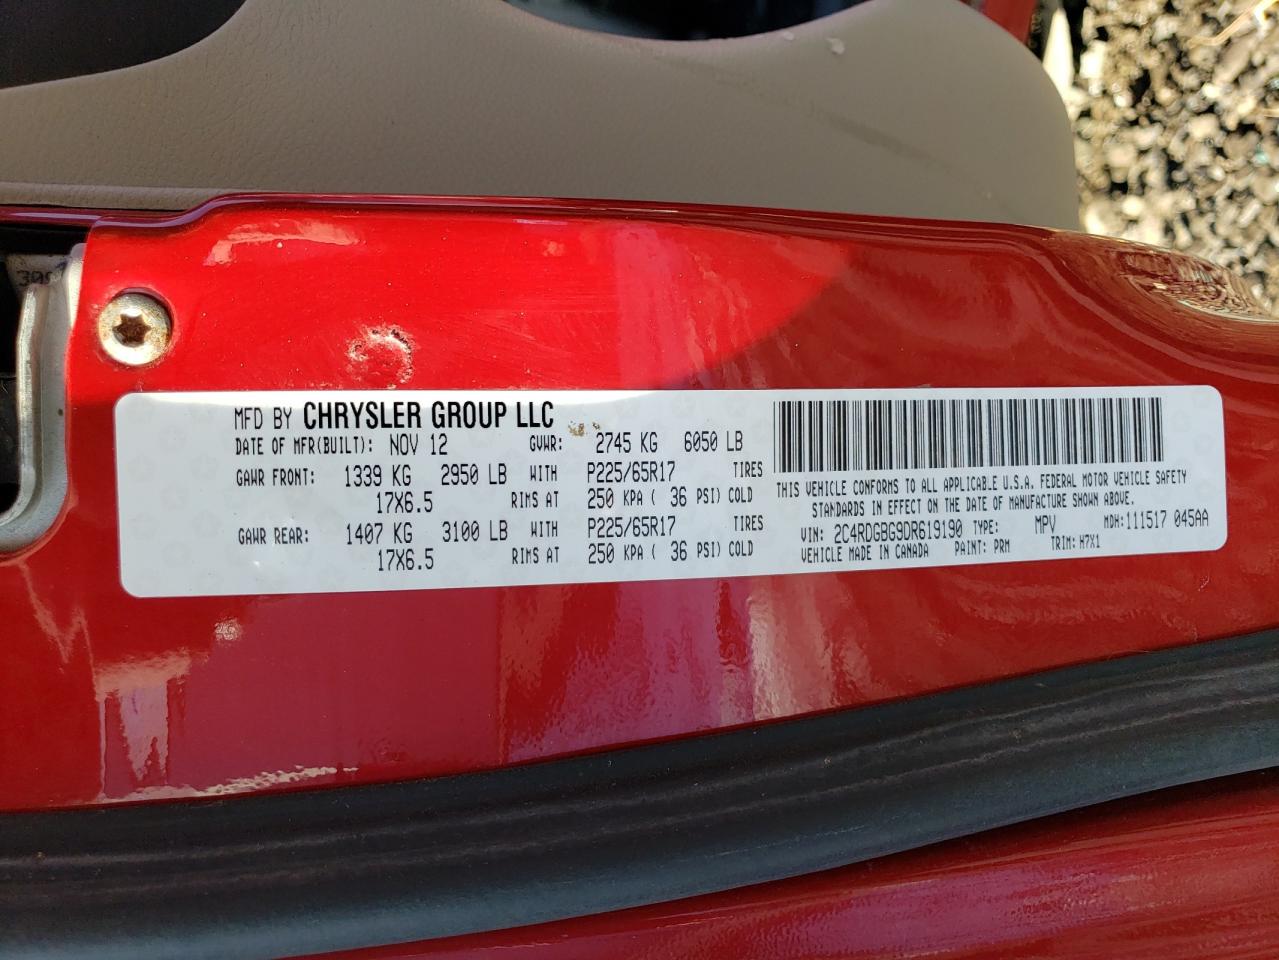 MFD BY CHRYSLER GROUP LLC
DATE OF MFR(BUILT): NOV 12 GVWR: 2745 KG 6050 LB
GAWR FRONT: 1339 KG 2950 LB WITH P225/65R17 TIRES
17X6.5 RIMS AT 250 KPA ( 36 PSI) COLD
GAWR REAR: 1407 KG 3100 LB WITH P225/65R17 TIRES
17X6.5 RIMS AT 250 KPA ( 36 PSI) COLD
THIS VEHICLE CONFORMS TO ALL APPLICABLE U.S.A. FEDERAL MOTOR VEHICLE SAFETY
STANDARDS IN EFFECT ON THE DATE OF MANUFACTURE SHOWN ABOVE.
VIN: 2C4RDGBG9DR619190 TYPE: MPV MDH:111517 045AA
VEHICLE MADE IN CANADA PAINT: PRM TRIM: H7X1